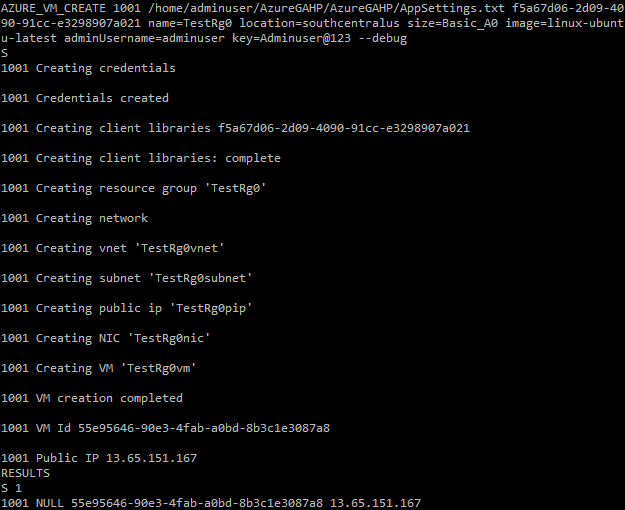 AZURE_VM_CREATE 1001 /home/adminuser/AzureGAHP/AzureGAHP/AppSettings.txt f5a67d06-2d09-40
90-91cc-e3298907a021 name=TestRg0 location=southcentralus size=Basic_A0 image=linux-ubunt
u-latest adminUsername=adminuser key=Adminuser@123 --debug
S
1001 Creating credentials
1001 Credentials created
1001 Creating client libraries f5a67d06-2d09-4090-91cc-e3298907a021
1001 Creating client libraries: complete
1001 Creating resource group 'TestRg0'
1001 Creating network
1001 Creating vnet 'TestRg0vnet'
1001 Creating subnet 'TestRg0subnet'
1001 Creating public ip 'TestRg0pip'
1001 Creating NIC 'TestRg0nic'
1001 Creating VM 'TestRg0vm'
1001 VM creation completed
1001 VM Id 55e95646-90e3-4fab-a0bd-8b3c1e3087a8
1001 Public IP 13.65.151.167
RESULTS
S 1
1001 NULL 55e95646-90e3-4fab-a0bd-8b3c1e3087a8 13.65.151.167